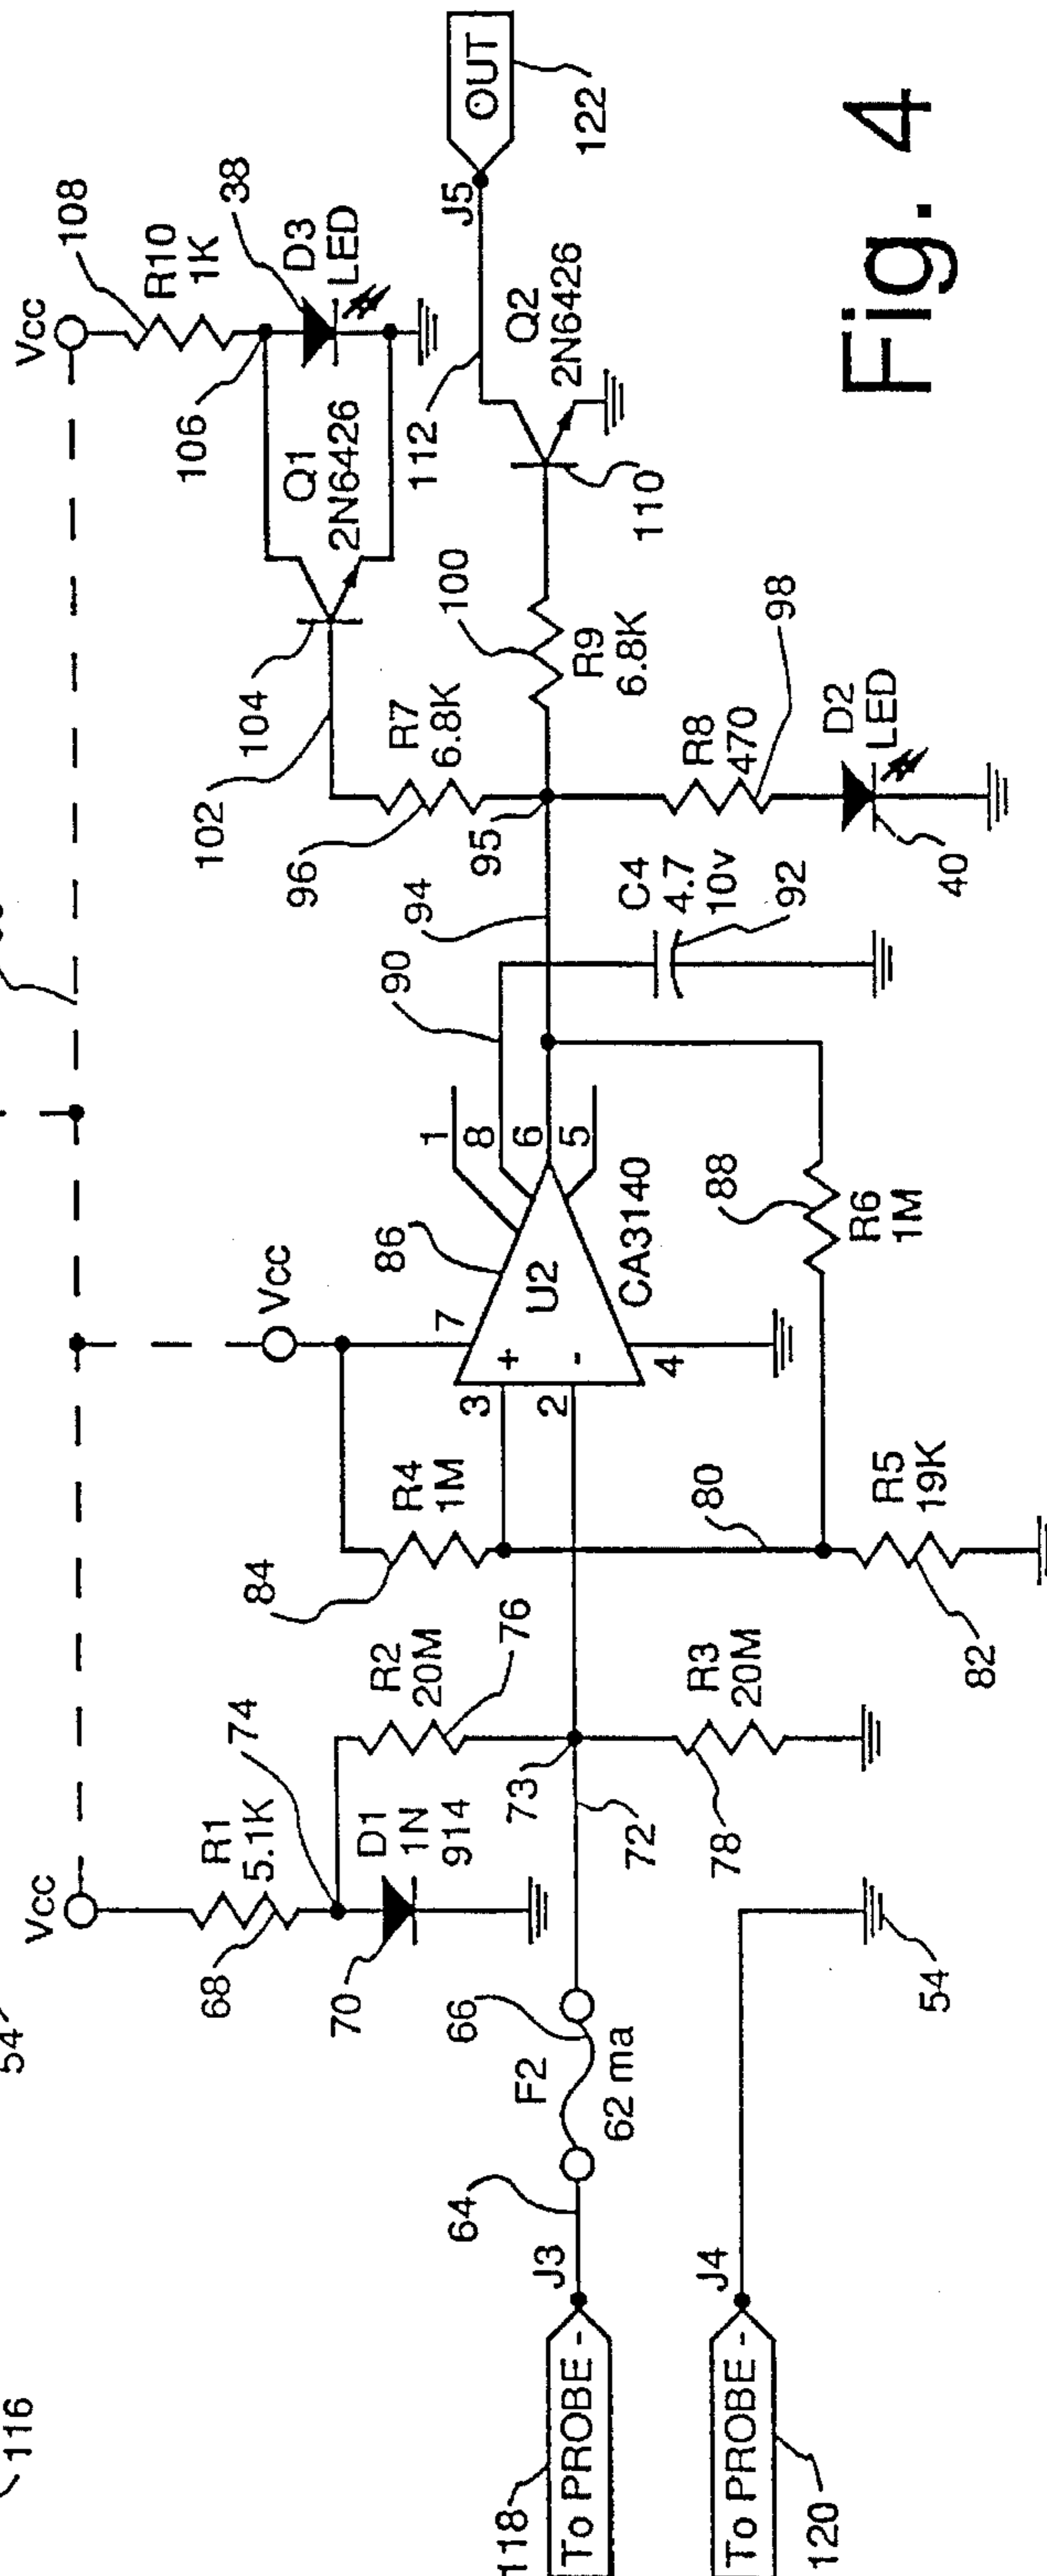 116
54
Vcc
108
R10
1K
38
D3
LED
106
Q1
2N6426
104
102
R7
6.8K
96
95
100
R9
6.8K
112
Q2
2N6426
110
J5
OUT
122
R8
470
98
D2
LED
40
C4
4.7
10v
92
90
94
Vcc
86
7
1
8
6
5
3
2
4
+
-
U2
CA3140
88
R6
1M
84
R4
1M
80
R5
19K
82
Vcc
R1
5.1K
74
68
D1
1N
914
70
R2
20M
76
73
72
R3
20M
78
66
F2
62 ma
64
J3
118
To PROBE -
J4
To PROBE -
120
54
Fig. 4